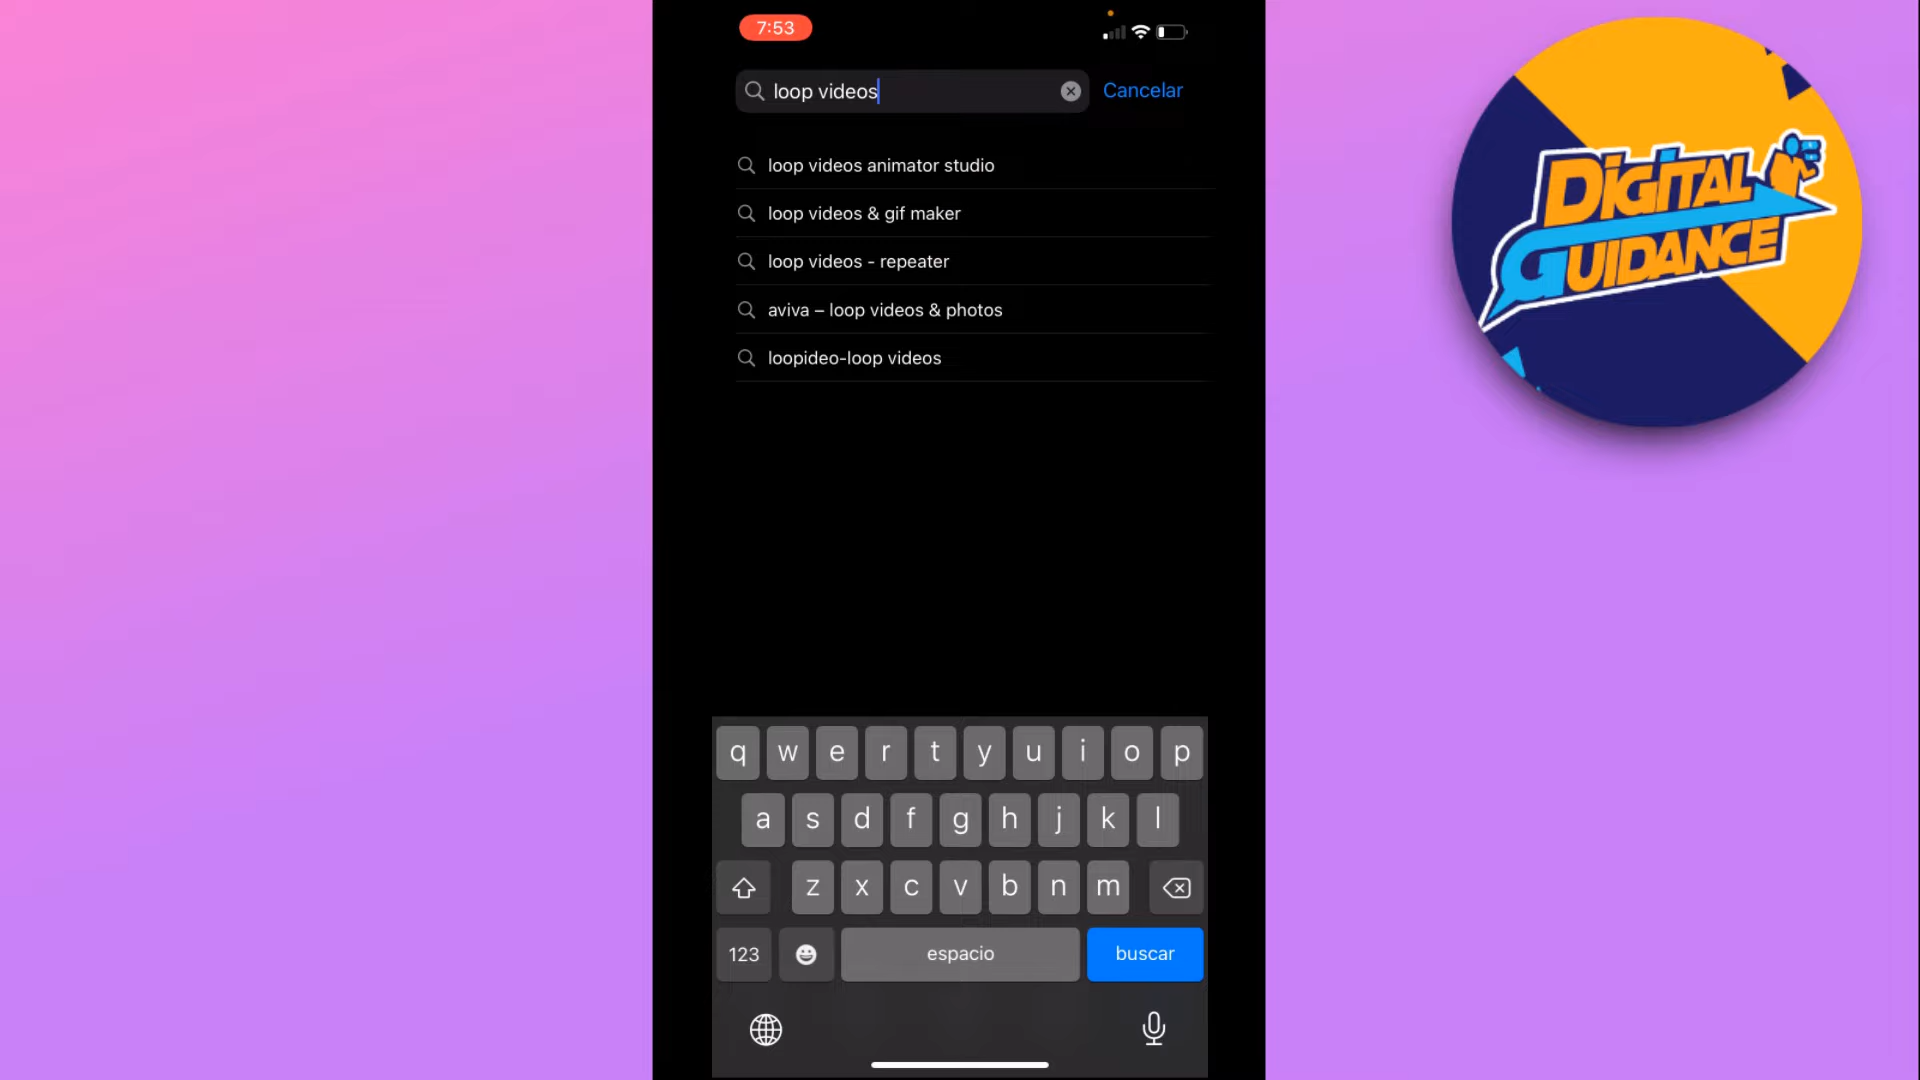 7:53
loop videos
Cancelar
loop videos animator studio
loop videos & gif maker
loop videos - repeater
aviva – loop videos & photos
loopideo-loop videos
q w e r t y u i o p
a s d f g h j k l
z x c v b n m
123
espacio
buscar
DIGITAL
GUIDANCE